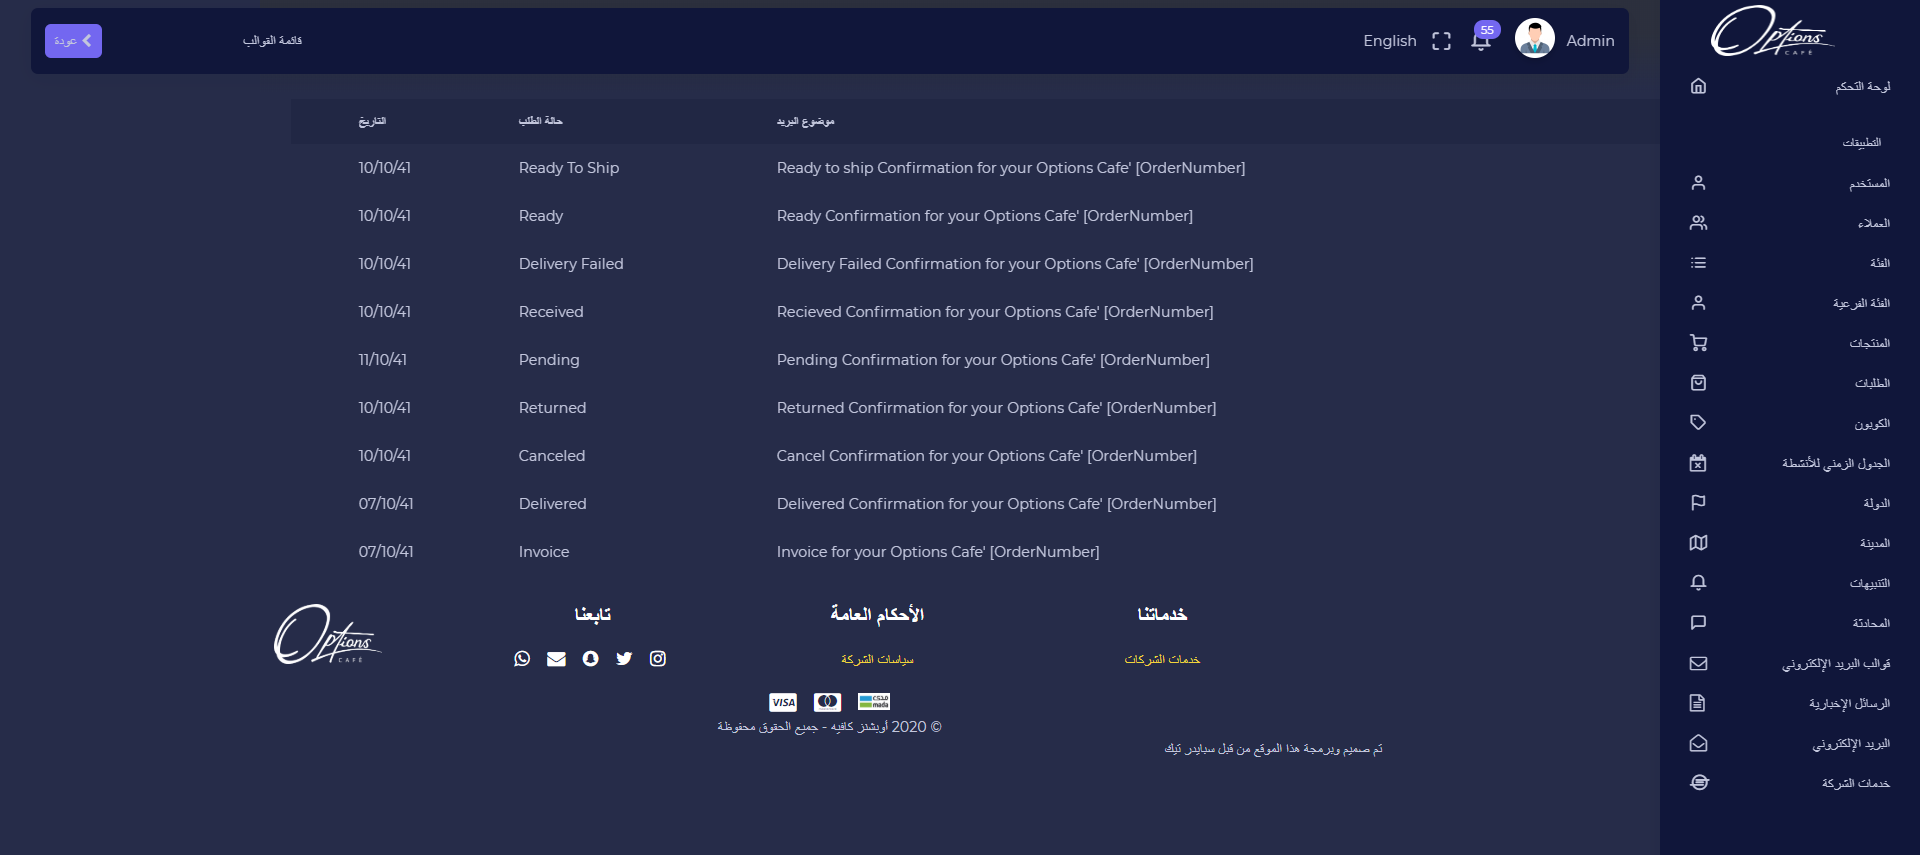 Options
CAFÉ
Admin
55
English
قائمة القوالب
عودة
لوحة التحكم
التطبيقات
المستخدم
العملاء
الفئة
الفئة الفرعية
المنتجات
الطلبات
الكوبون
الجدول الزمني للأنشطة
الدولة
المدينة
التنبيهات
المحادثة
قوالب البريد الإلكتروني
الرسائل الإخبارية
البريد الإلكتروني
خدمات الشركة
موضوع البريد حالة الطلب التاريخ
10/10/41 Ready To Ship Ready to ship Confirmation for your Options Cafe' [OrderNumber]
10/10/41 Ready Ready Confirmation for your Options Cafe' [OrderNumber]
10/10/41 Delivery Failed Delivery Failed Confirmation for your Options Cafe' [OrderNumber]
10/10/41 Received Recieved Confirmation for your Options Cafe' [OrderNumber]
11/10/41 Pending Pending Confirmation for your Options Cafe' [OrderNumber]
10/10/41 Returned Returned Confirmation for your Options Cafe' [OrderNumber]
10/10/41 Canceled Cancel Confirmation for your Options Cafe' [OrderNumber]
07/10/41 Delivered Delivered Confirmation for your Options Cafe' [OrderNumber]
07/10/41 Invoice Invoice for your Options Cafe' [OrderNumber]
خدماتنا الأحكام العامة تابعنا
Options
CAFÉ
خدمات الشركات سياسات الشركة
VISA مدى mada
© 2020 أوبشنز كافيه - جميع الحقوق محفوظة
تم صميم وبرمجة هذا الموقع من قبل سبايدر تيك